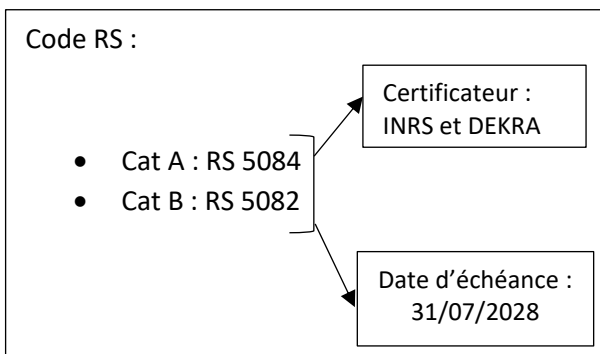 Code RS :
Certificateur :
INRS et DEKRA
• Cat A : RS 5084
• Cat B : RS 5082
Date d’échéance :
31/07/2028